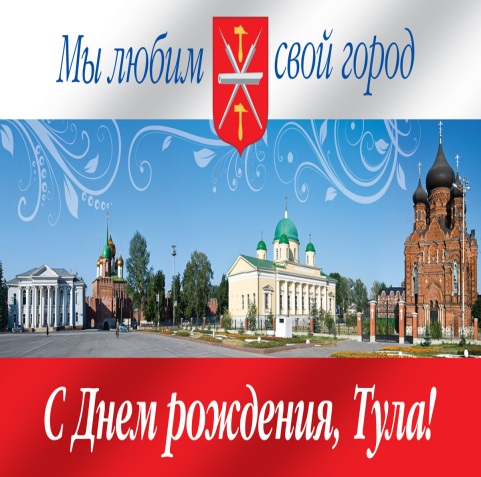 Мы любим свой город
С Днем рождения, Тула!